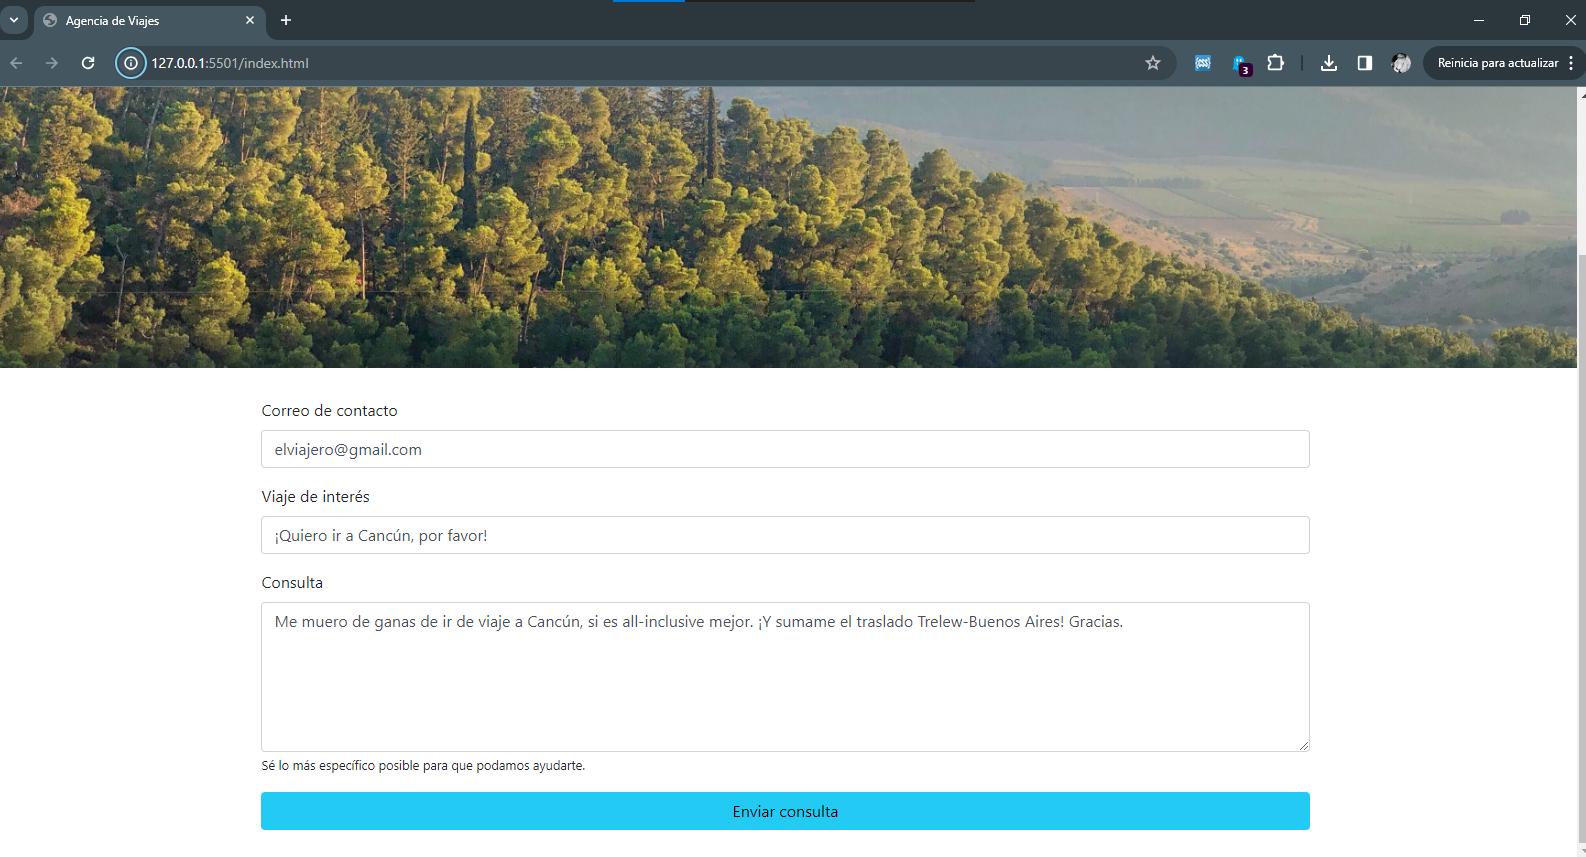 Agencia de Viajes
127.0.0.1:5501/index.html
3
Reinicia para actualizar
Correo de contacto
elviajero@gmail.com
Viaje de interés
¡Quiero ir a Cancún, por favor!
Consulta
Me muero de ganas de ir de viaje a Cancún, si es all-inclusive mejor. ¡Y sumame el traslado Trelew-Buenos Aires! Gracias.
Sé lo más específico posible para que podamos ayudarte.
Enviar consulta